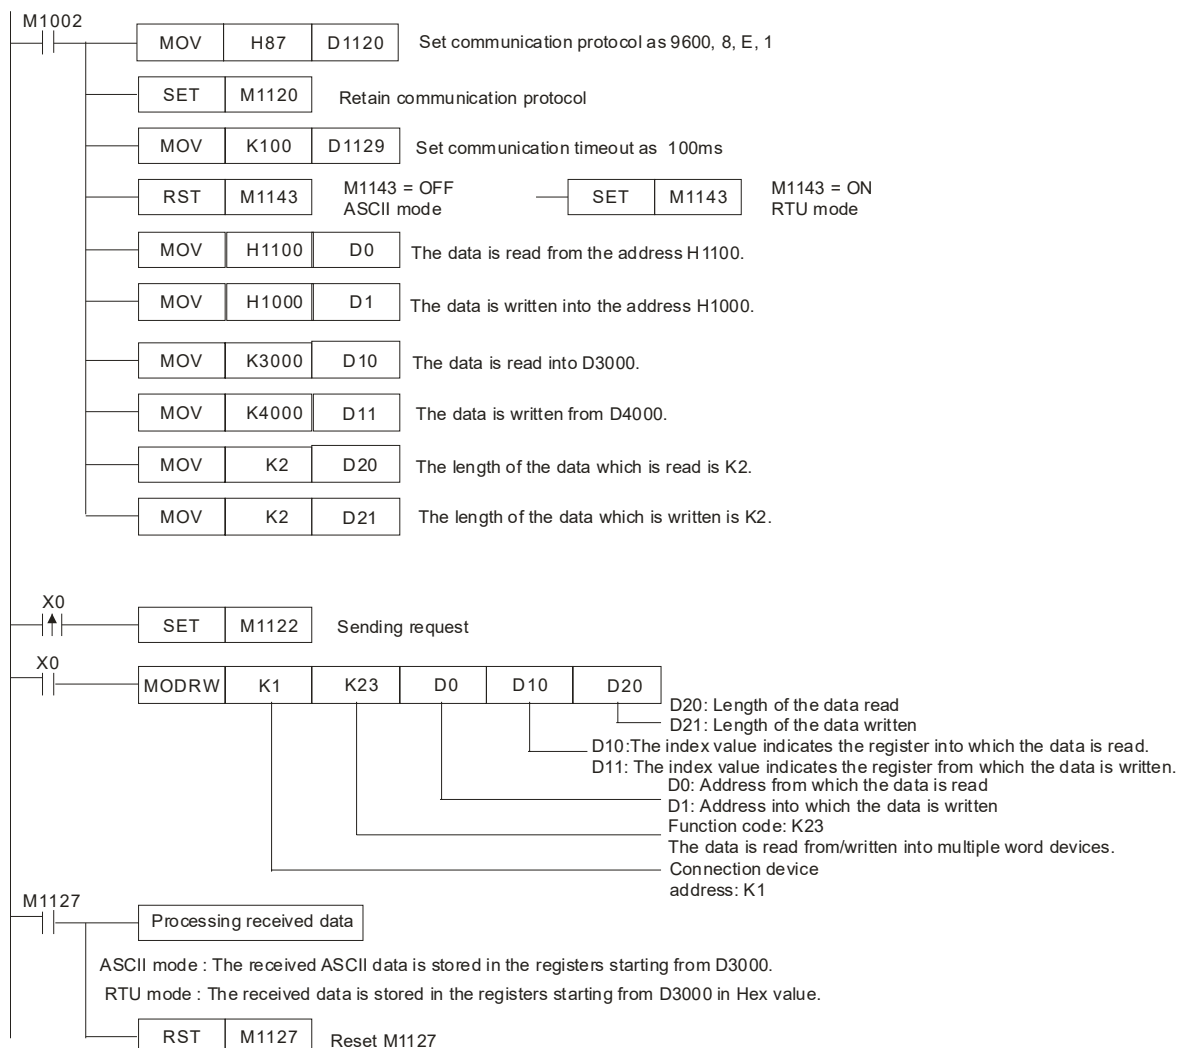 M1002
MOV H87 D1120 Set communication protocol as 9600, 8, E, 1
SET M1120 Retain communication protocol
MOV K100 D1129 Set communication timeout as 100ms
RST M1143 M1143 = OFF SET M1143 M1143 = ON
ASCII mode RTU mode
MOV H1100 D0 The data is read from the address H1100.
MOV H1000 D1 The data is written into the address H1000.
MOV K3000 D10 The data is read into D3000.
MOV K4000 D11 The data is written from D4000.
MOV K2 D20 The length of the data which is read is K2.
MOV K2 D21 The length of the data which is written is K2.
X0
SET M1122 Sending request
X0
MODRW K1 K23 D0 D10 D20
D20: Length of the data read
D21: Length of the data written
D10:The index value indicates the register into which the data is read.
D11: The index value indicates the register from which the data is written.
D0: Address from which the data is read
D1: Address into which the data is written
Function code: K23
The data is read from/written into multiple word devices.
Connection device
address: K1
M1127
Processing received data
ASCII mode : The received ASCII data is stored in the registers starting from D3000.
RTU mode : The received data is stored in the registers starting from D3000 in Hex value.
RST M1127 Reset M1127